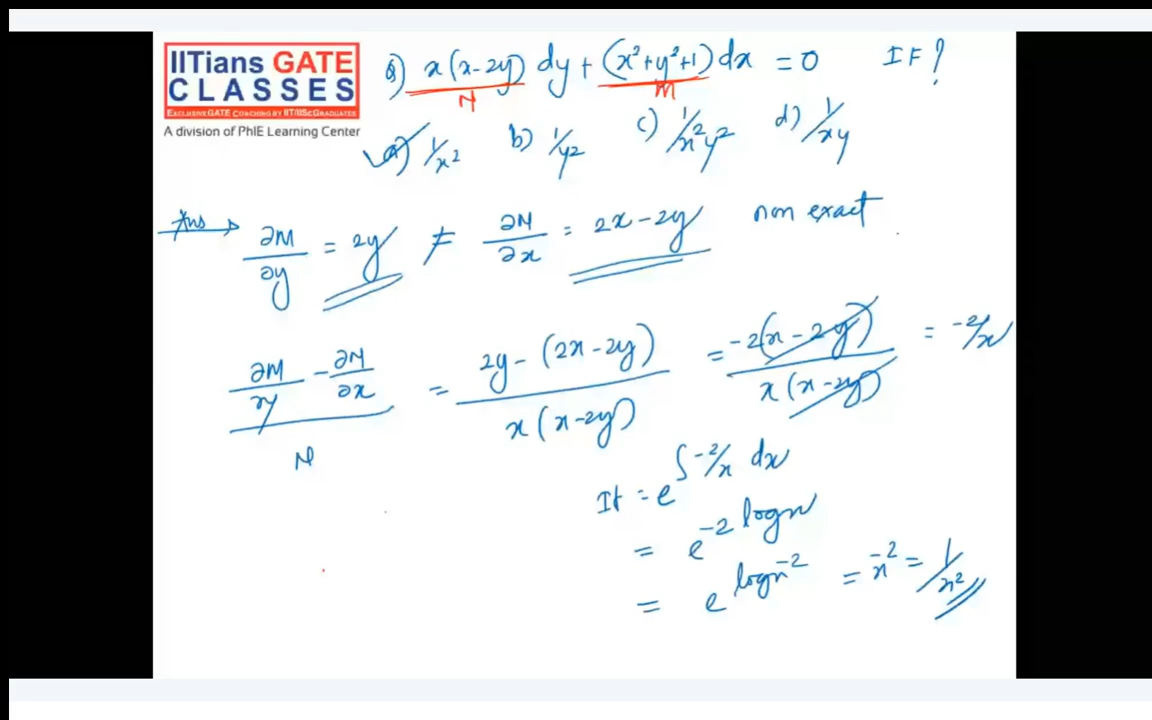 IITians GATE
CLASSES
EXCLUSIVE GATE COACHING BY IIT/IISC GRADUATES
A division of PhIE Learning Center
Q) x(x-2y) dy + (x²+y²+1) dx = 0 IF ?
N M
a) 1/x² b) 1/y² c) 1/x²y² d) 1/xy
Ans → ∂M/∂y = 2y ≠ ∂N/∂x = 2x-2y non exact
(∂M/∂y - ∂N/∂x)/N = (2y-(2x-2y))/(x(x-2y)) = -2(x-2y)/(x(x-2y)) = -2/x
If = e^(∫-2/x dx)
= e^(-2 log x)
= e^(log x^-2) = x^-2 = 1/x²